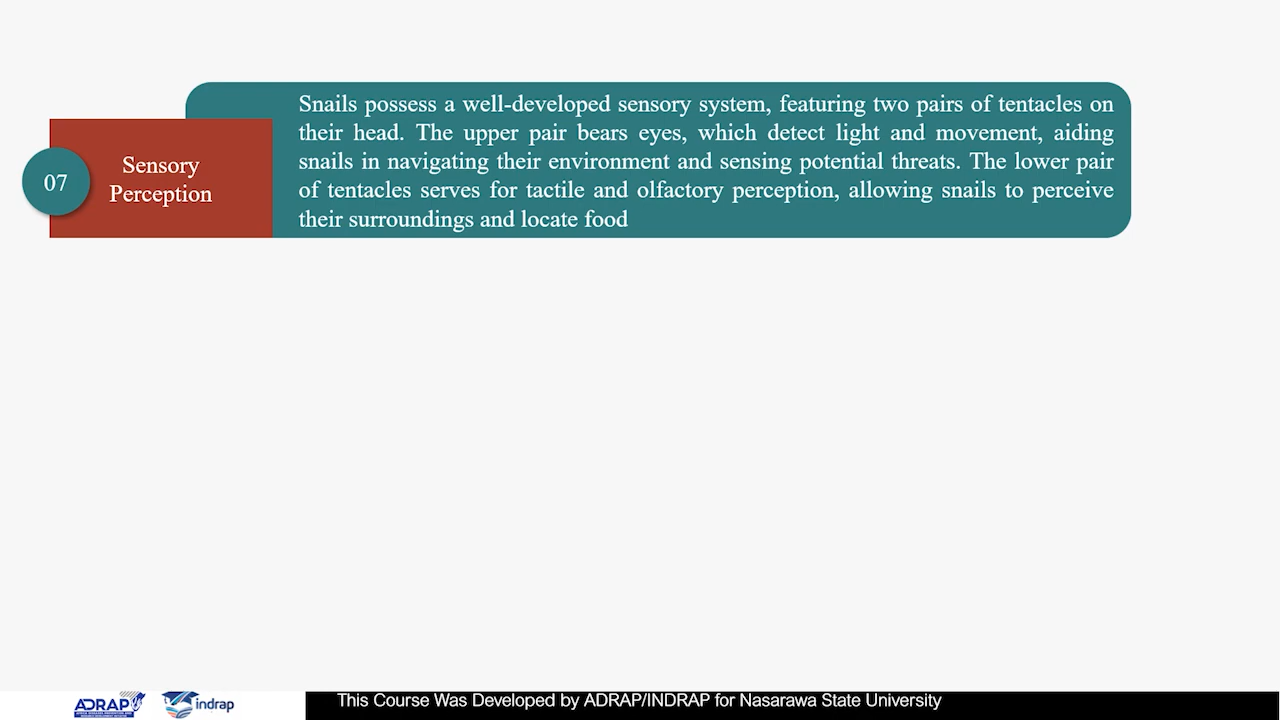 07
Sensory
Perception
Snails possess a well-developed sensory system, featuring two pairs of tentacles on
their head. The upper pair bears eyes, which detect light and movement, aiding
snails in navigating their environment and sensing potential threats. The lower pair
of tentacles serves for tactile and olfactory perception, allowing snails to perceive
their surroundings and locate food
ADRAP
indrap
This Course Was Developed by ADRAP/INDRAP for Nasarawa State University